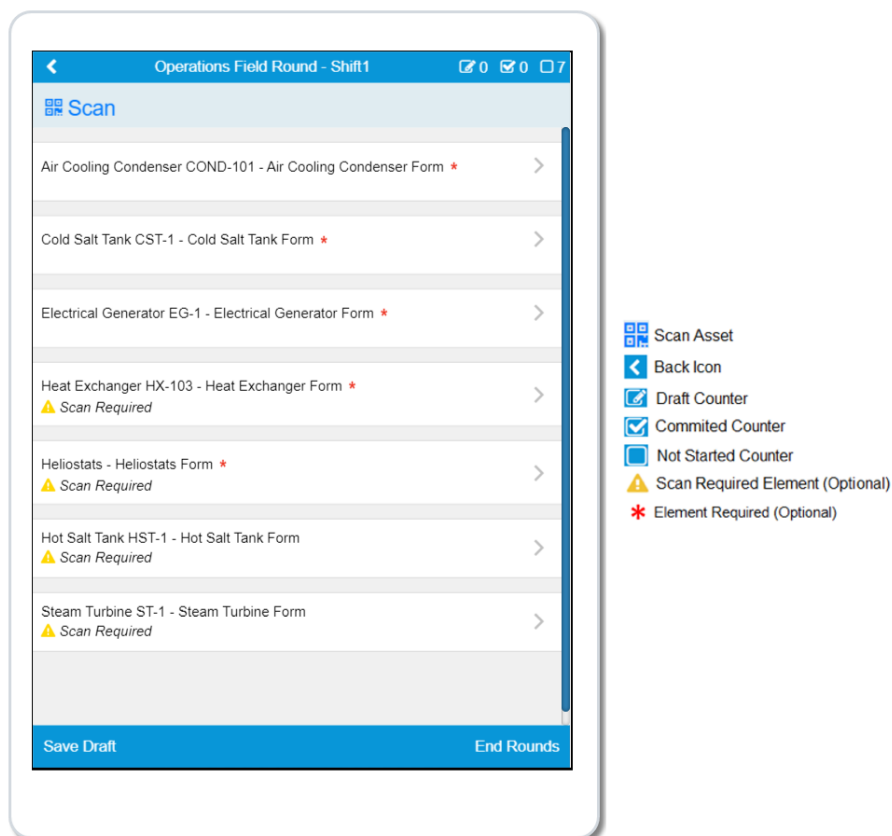 Operations Field Round - Shift1 0 0 7
Scan
Air Cooling Condenser COND-101 - Air Cooling Condenser Form *
Cold Salt Tank CST-1 - Cold Salt Tank Form *
Electrical Generator EG-1 - Electrical Generator Form *
Heat Exchanger HX-103 - Heat Exchanger Form *
Scan Required
Heliostats - Heliostats Form *
Scan Required
Hot Salt Tank HST-1 - Hot Salt Tank Form
Scan Required
Steam Turbine ST-1 - Steam Turbine Form
Scan Required
Save Draft End Rounds
Scan Asset
Back Icon
Draft Counter
Commited Counter
Not Started Counter
Scan Required Element (Optional)
* Element Required (Optional)